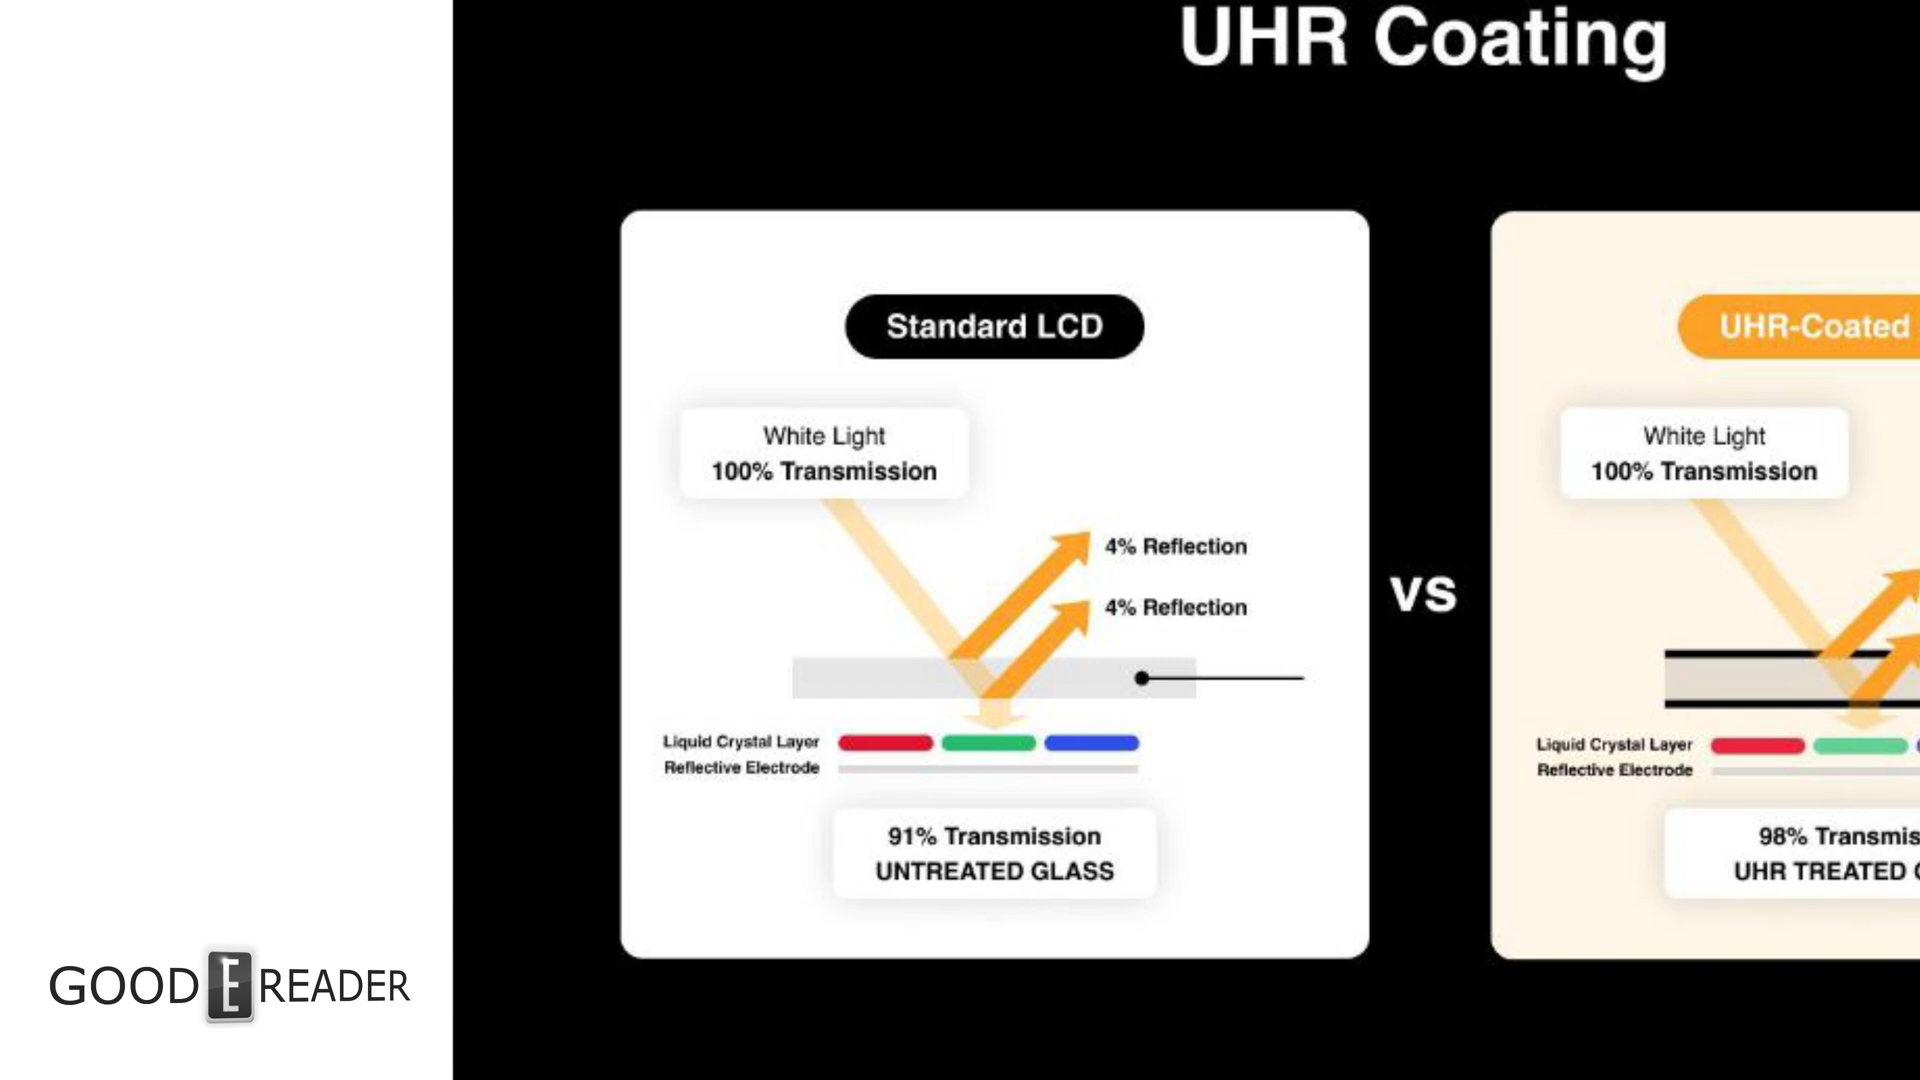 UHR Coating
Standard LCD
White Light
100% Transmission
4% Reflection
4% Reflection
Liquid Crystal Layer
Reflective Electrode
91% Transmission
UNTREATED GLASS
vs
UHR-Coated
White Light
100% Transmission
Liquid Crystal Layer
Reflective Electrode
98% Transmis
UHR TREATED
GOOD E READER